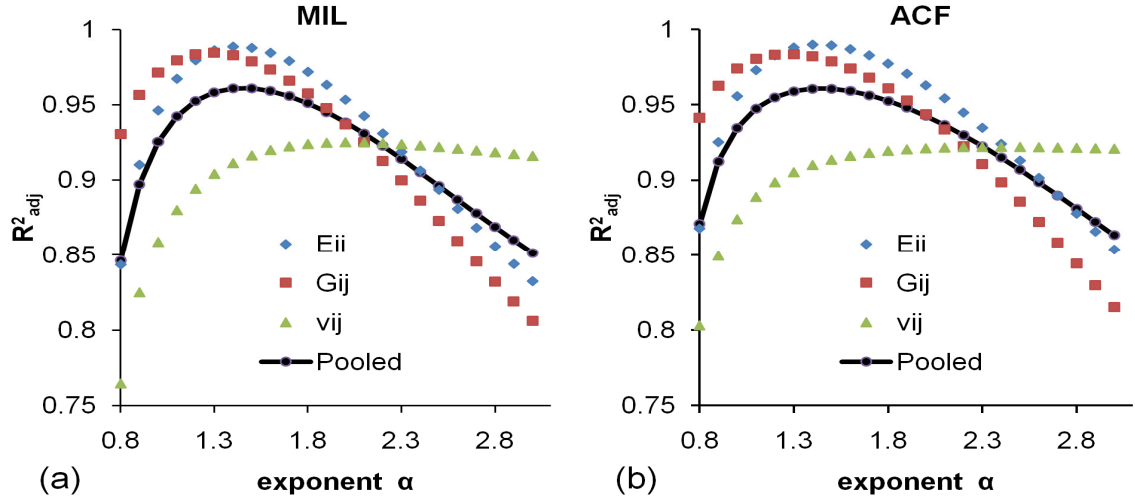 MIL
1
0.95
0.9
0.85
0.8
0.75
R²adj
Eii
Gij
vij
Pooled
0.8 1.3 1.8 2.3 2.8
(a) exponent α
ACF
1
0.95
0.9
0.85
0.8
0.75
R²adj
Eii
Gij
vij
Pooled
0.8 1.3 1.8 2.3 2.8
(b) exponent α